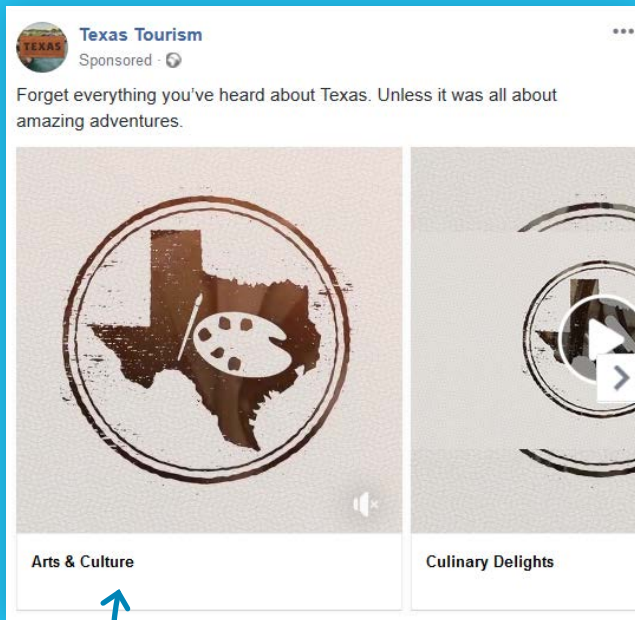 TEXAS
Texas Tourism
Sponsored ·
Forget everything you've heard about Texas. Unless it was all about
amazing adventures.
Arts & Culture
Culinary Delights